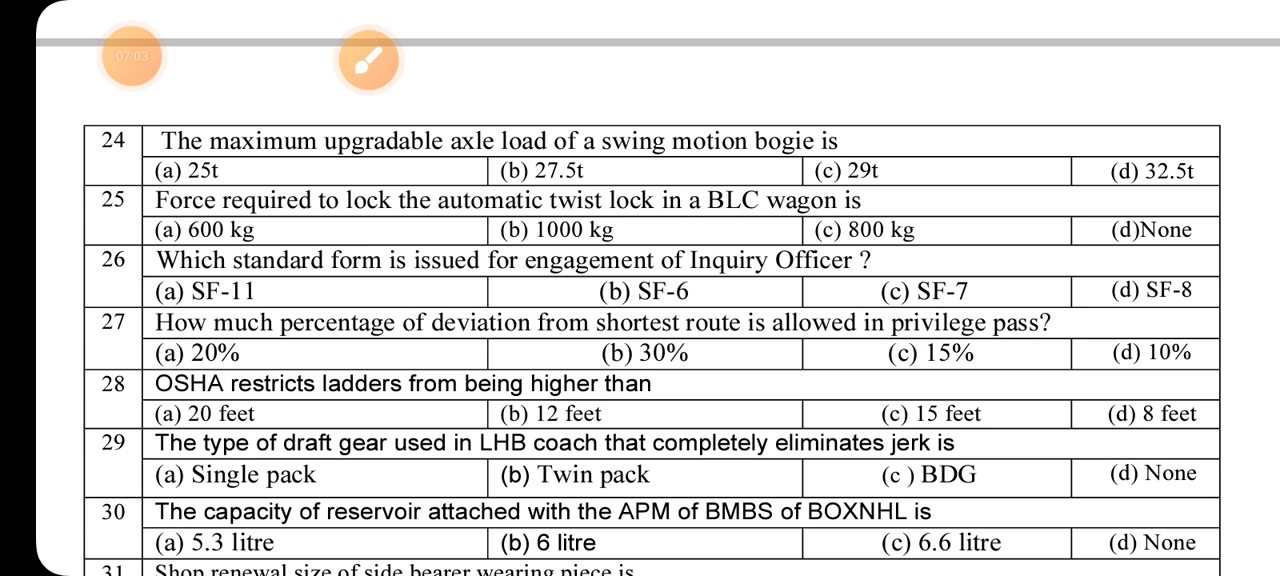 07:03
24 The maximum upgradable axle load of a swing motion bogie is
(a) 25t (b) 27.5t (c) 29t (d) 32.5t
25 Force required to lock the automatic twist lock in a BLC wagon is
(a) 600 kg (b) 1000 kg (c) 800 kg (d)None
26 Which standard form is issued for engagement of Inquiry Officer ?
(a) SF-11 (b) SF-6 (c) SF-7 (d) SF-8
27 How much percentage of deviation from shortest route is allowed in privilege pass?
(a) 20% (b) 30% (c) 15% (d) 10%
28 OSHA restricts ladders from being higher than
(a) 20 feet (b) 12 feet (c) 15 feet (d) 8 feet
29 The type of draft gear used in LHB coach that completely eliminates jerk is
(a) Single pack (b) Twin pack (c ) BDG (d) None
30 The capacity of reservoir attached with the APM of BMBS of BOXNHL is
(a) 5.3 litre (b) 6 litre (c) 6.6 litre (d) None
31 Shop renewal size of side bearer wearing piece is